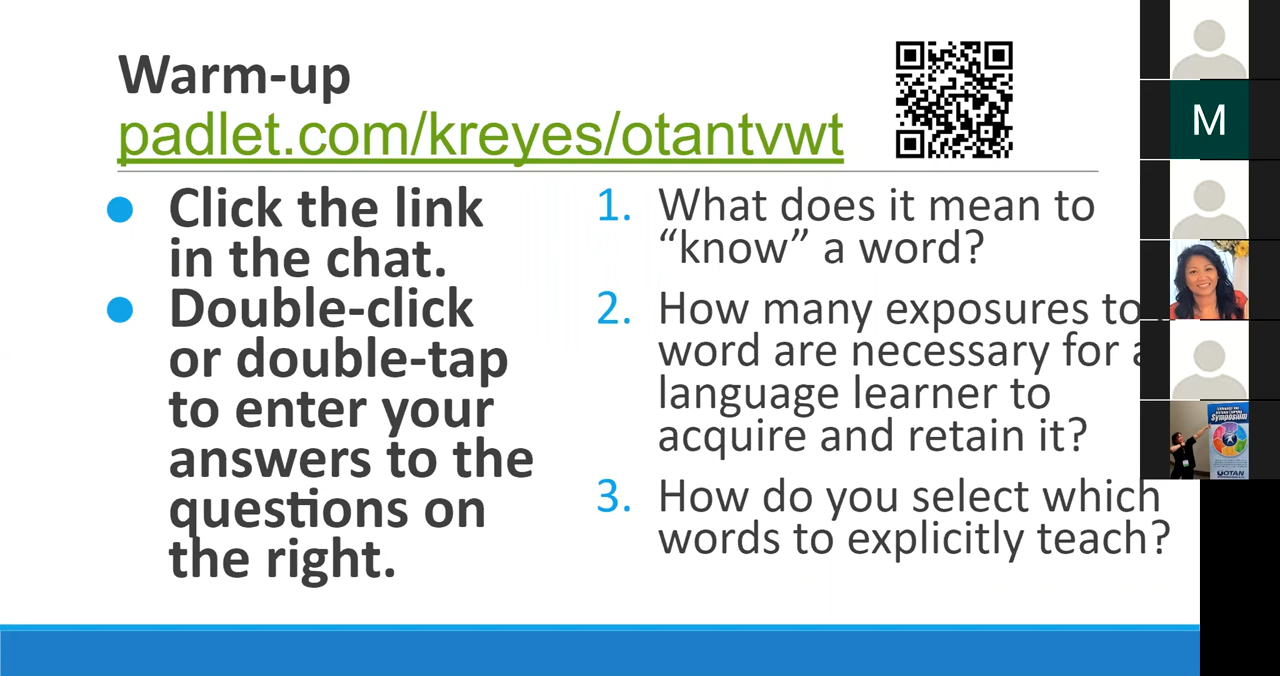 Warm-up
padlet.com/kreyes/otantvwt
Click the link
in the chat.
Double-click
or double-tap
to enter your
answers to the
questions on
the right.
1. What does it mean to
“know” a word?
2. How many exposures to
word are necessary for a
language learner to
acquire and retain it?
3. How do you select which
words to explicitly teach?
M
Symposium
OTAN